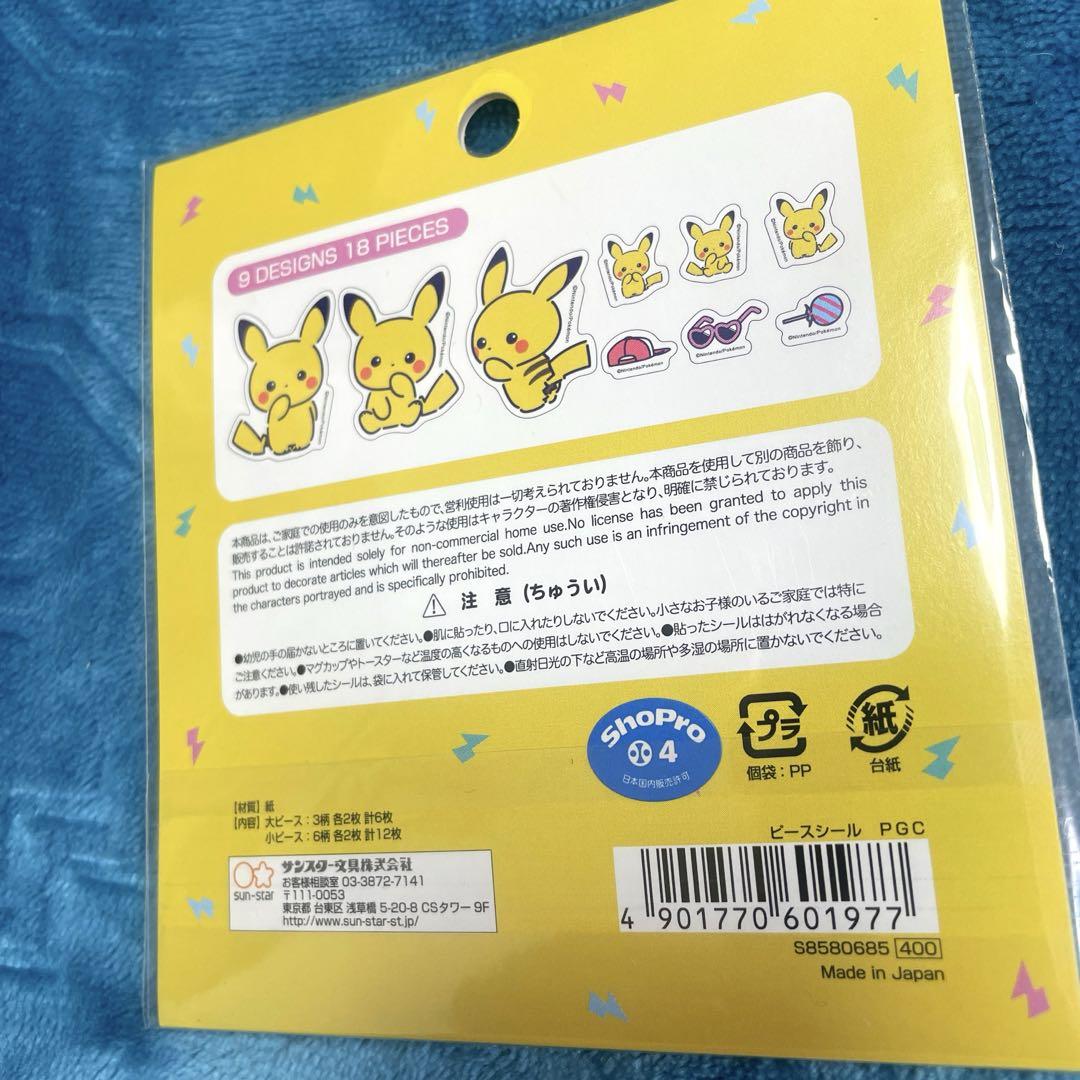 9 DESIGNS 18 PIECES
©Nintendo/Pokémon
©Nintendo/Pokémon
©Nintendo/Pokémon
©Nintendo/Pokémon
©Nintendo/Pokémon
©Nintendo/Pokémon
©Nintendo/Pokémon
©Nintendo/Pokémon
本商品は、ご家庭での使用のみを意図したもので、営利使用は一切考えられておりません。本商品を使用して別の商品を飾り、
販売することは許諾されておりません。そのような使用はキャラクターの著作権侵害となり、明確に禁じられております。
This product is intended solely for non-commercial home use.No license has been granted to apply this
product to decorate articles which will thereafter be sold.Any such use is an infringement of the copyright in
the characters portrayed and is specifically prohibited.
注 意 (ちゅうい)
●幼児の手の届かないところに置いてください。●肌に貼ったり、口に入れたりしないでください。小さなお子様のいるご家庭では特に
ご注意ください。●マグカップやトースターなど温度の高くなるものへの使用はしないでください。●貼ったシールははがれなくなる場合
があります。●使い残したシールは、袋に入れて保管してください。●直射日光の下など高温の場所や多湿の場所に置かないでください。
ShoPro
4
日本国内販売許可
プラ
個袋：PP
紙
台紙
【材質】紙
【内容】大ピース：3柄 各2枚 計6枚
小ピース：6柄 各2枚 計12枚
sun-star
サンスター文具株式会社
お客様相談室 03-3872-7141
〒111-0053
東京都 台東区 浅草橋 5-20-8 CSタワー 9F
http://www.sun-star-st.jp/
ピースシール PGC
4 901770 601977
S8580685 400
Made in Japan